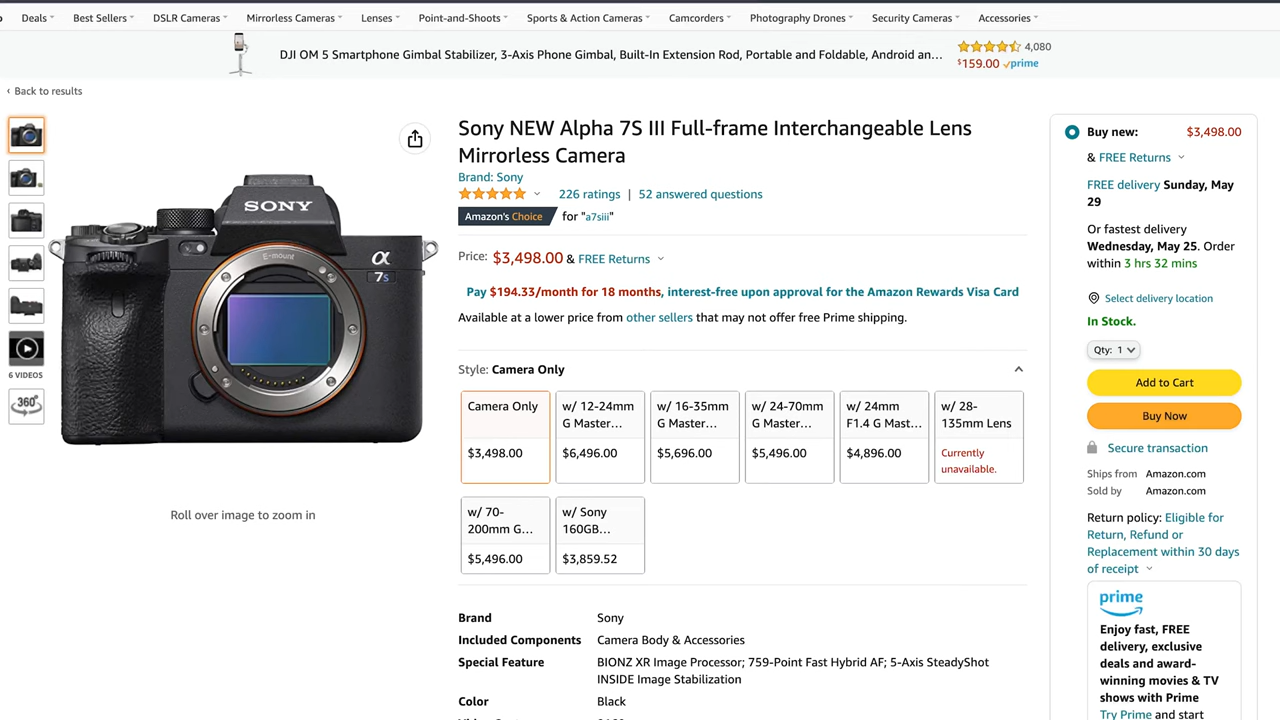 Deals
Best Sellers
DSLR Cameras
Mirrorless Cameras
Lenses
Point-and-Shoots
Sports & Action Cameras
Camcorders
Photography Drones
Security Cameras
Accessories
DJI OM 5 Smartphone Gimbal Stabilizer, 3-Axis Phone Gimbal, Built-In Extension Rod, Portable and Foldable, Android an…
4,080
$159.00 prime
‹ Back to results
6 VIDEOS
360°
SONY
E-mount
α
7s
Roll over image to zoom in
Sony NEW Alpha 7S III Full-frame Interchangeable Lens
Mirrorless Camera
Brand: Sony
226 ratings | 52 answered questions
Amazon's Choice for "a7siii"
Price: $3,498.00 & FREE Returns
Pay $194.33/month for 18 months, interest-free upon approval for the Amazon Rewards Visa Card
Available at a lower price from other sellers that may not offer free Prime shipping.
Style: Camera Only
Camera Only
$3,498.00
w/ 12-24mm
G Master…
$6,496.00
w/ 16-35mm
G Master…
$5,696.00
w/ 24-70mm
G Master…
$5,496.00
w/ 24mm
F1.4 G Mast…
$4,896.00
w/ 28-
135mm Lens
Currently
unavailable.
w/ 70-
200mm G…
$5,496.00
w/ Sony
160GB…
$3,859.52
Brand Sony
Included Components Camera Body & Accessories
Special Feature BIONZ XR Image Processor; 759-Point Fast Hybrid AF; 5-Axis SteadyShot
INSIDE Image Stabilization
Color Black
Buy new: $3,498.00
& FREE Returns
FREE delivery Sunday, May
29
Or fastest delivery
Wednesday, May 25. Order
within 3 hrs 32 mins
Select delivery location
In Stock.
Qty: 1
Add to Cart
Buy Now
Secure transaction
Ships from Amazon.com
Sold by Amazon.com
Return policy: Eligible for
Return, Refund or
Replacement within 30 days
of receipt
prime
Enjoy fast, FREE
delivery, exclusive
deals and award-
winning movies & TV
shows with Prime
Try Prime and start